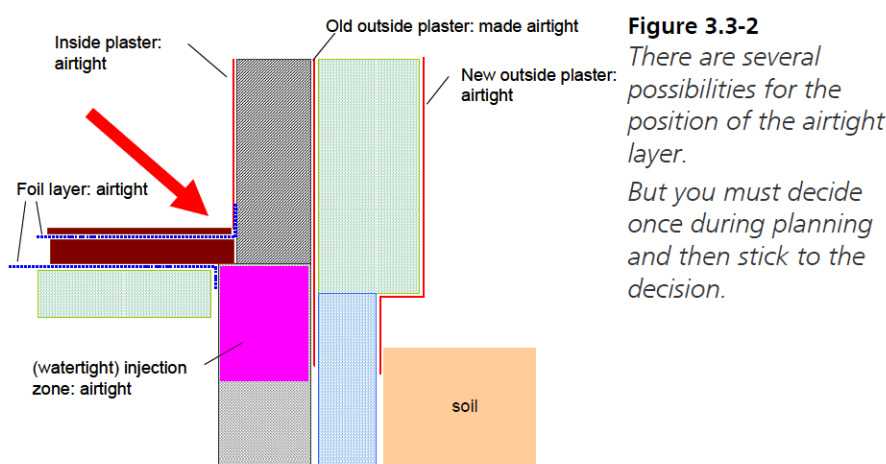 Old outside plaster: made airtight
Inside plaster:
airtight
New outside plaster:
airtight
Foil layer: airtight
(watertight) injection
zone: airtight
soil
Figure 3.3-2
There are several
possibilities for the
position of the airtight
layer.
But you must decide
once during planning
and then stick to the
decision.